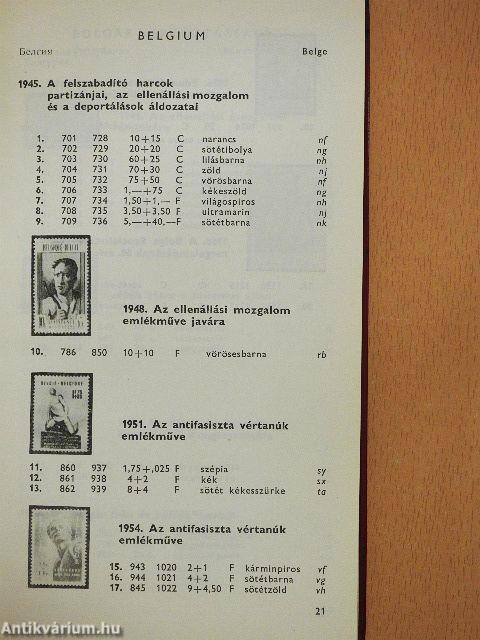 BELGIUM
Белгия Belge
1945. A felszabadító harcok
partizánjai, az ellenállási mozgalom
és a deportálások áldozatai
1. 701 728 10+15 C narancs nf
2. 702 729 20+20 C sötétibolya ng
3. 703 730 60+25 C lilásbarna nh
4. 704 731 70+30 C zöld nj
5. 705 732 75+50 C vörösbarna nf
6. 706 733 1,—+75 C kékeszöld ng
7. 707 734 1,50+1,— F világospiros nh
8. 708 735 3,50+3,50 F ultramarin nj
9. 709 736 5,—+40,—F sötétbarna nk
1948. Az ellenállási mozgalom
emlékműve javára
10. 786 850 10+10 F vörösesbarna rb
1951. Az antifasiszta vértanúk
emlékműve
11. 860 937 1,75+,025 F szépia sy
12. 861 938 4+2 F kék sx
13. 862 939 8+4 F sötét kékesszürke ta
1954. Az antifasiszta vértanúk
emlékműve
15. 943 1020 2+1 F kárminpiros vf
16. 944 1021 4+2 F sötétbarna vg
17. 845 1022 9+4,50 F sötétzöld vh
21
Antikvárium.hu